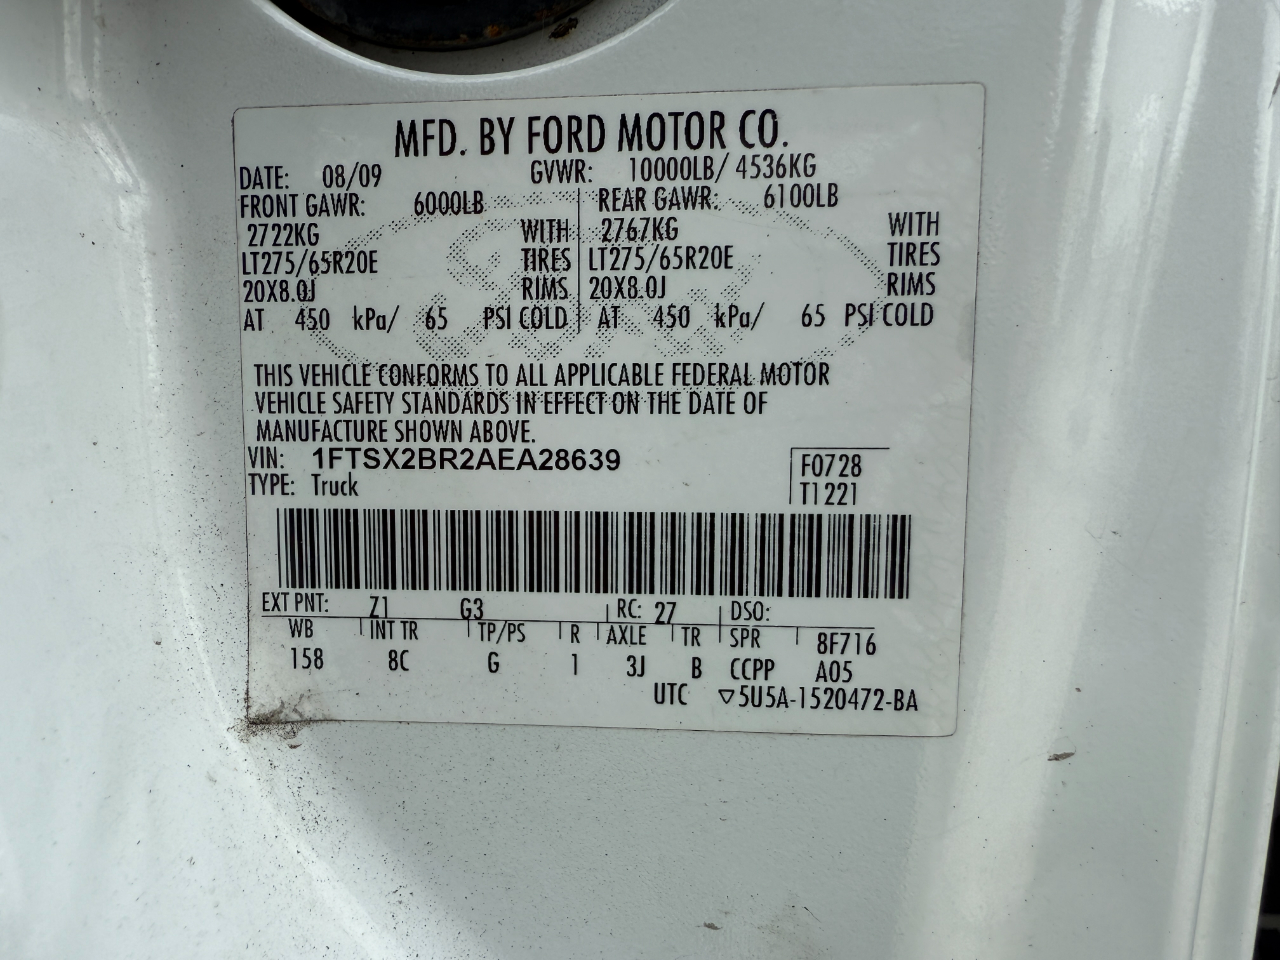 MFD. BY FORD MOTOR CO.
DATE: 08/09 GVWR: 10000LB/ 4536KG
FRONT GAWR: 6000LB REAR GAWR: 6100LB
2722KG WITH 2767KG WITH
LT275/65R20E TIRES LT275/65R20E TIRES
20X8.0J RIMS 20X8.0J RIMS
AT 450 kPa/ 65 PSI COLD AT 450 kPa/ 65 PSI COLD
THIS VEHICLE CONFORMS TO ALL APPLICABLE FEDERAL MOTOR
VEHICLE SAFETY STANDARDS IN EFFECT ON THE DATE OF
MANUFACTURE SHOWN ABOVE.
VIN: 1FTSX2BR2AEA28639 F0728
TYPE: Truck T1221
EXT PNT: Z1 G3 RC: 27 DSO:
WB INT TR TP/PS R AXLE TR SPR 8F716
158 8C G 1 3J B CCPP A05
UTC ▽5U5A-1520472-BA